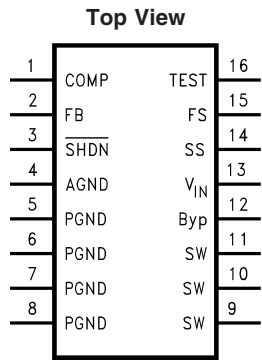 Top View
1 COMP TEST 16
2 FB FS 15
3 SHDN SS 14
4 AGND VIN 13
5 PGND Byp 12
6 PGND SW 11
7 PGND SW 10
8 PGND SW 9